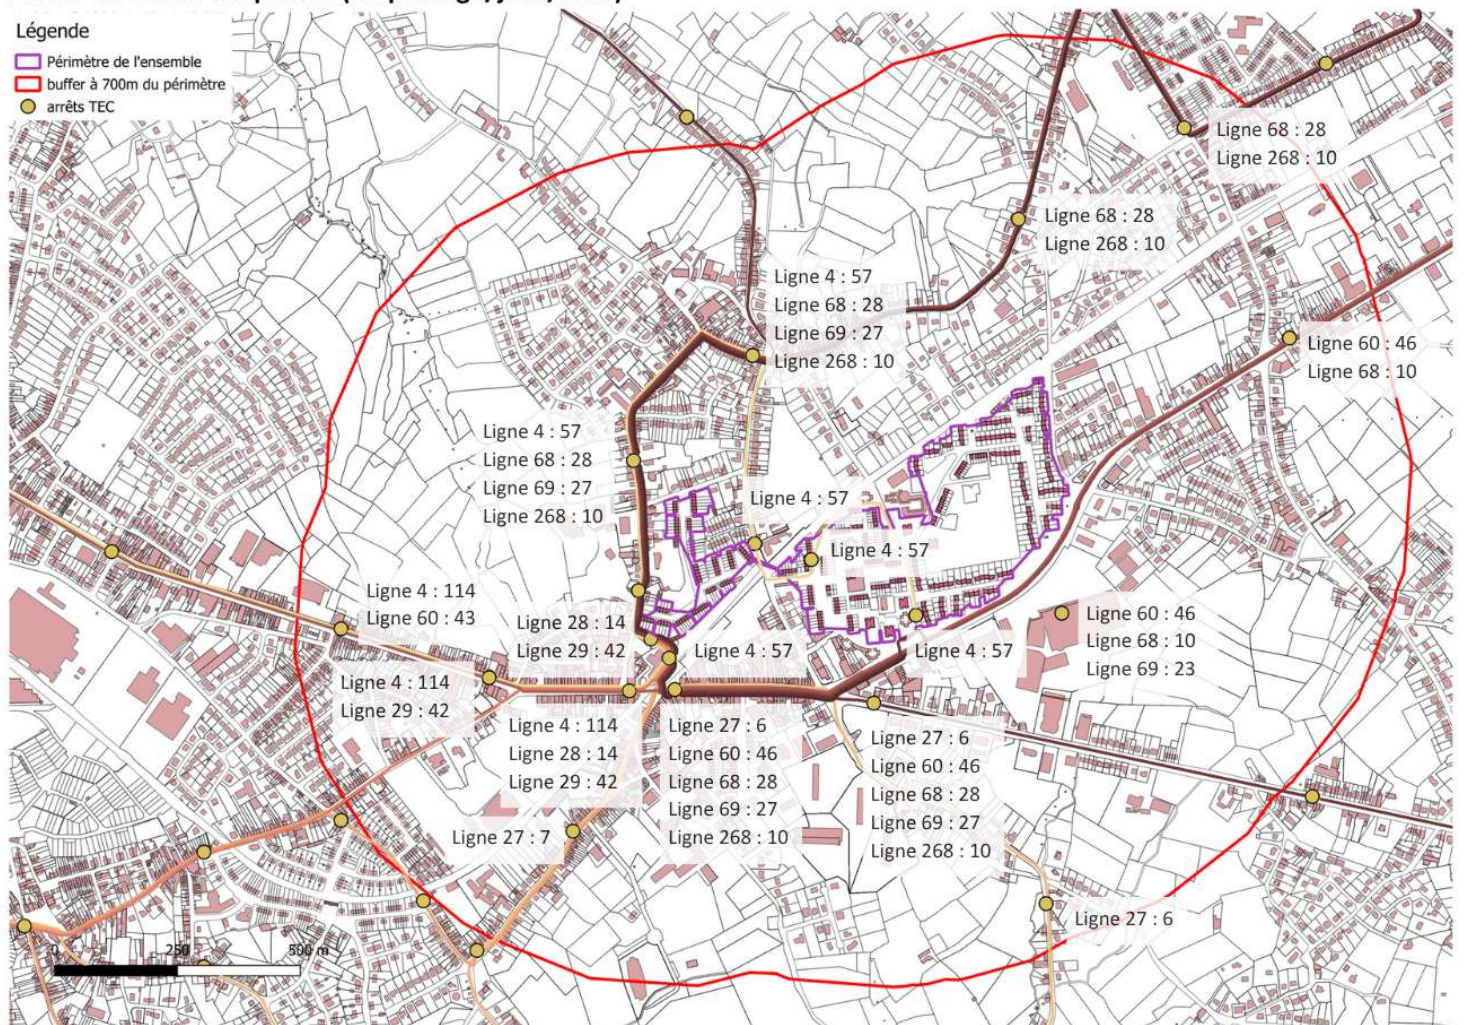 Légende
Périmètre de l'ensemble
buffer à 700m du périmètre
arrêts TEC
Ligne 68 : 28
Ligne 268 : 10
Ligne 68 : 28
Ligne 268 : 10
Ligne 4 : 57
Ligne 68 : 28
Ligne 69 : 27
Ligne 268 : 10
Ligne 60 : 46
Ligne 68 : 10
Ligne 4 : 57
Ligne 68 : 28
Ligne 69 : 27
Ligne 268 : 10
Ligne 4 : 57
Ligne 4 : 57
Ligne 4 : 114
Ligne 60 : 43
Ligne 28 : 14
Ligne 29 : 42
Ligne 4 : 57
Ligne 4 : 57
Ligne 60 : 46
Ligne 68 : 10
Ligne 69 : 23
Ligne 4 : 114
Ligne 29 : 42
Ligne 4 : 114
Ligne 28 : 14
Ligne 29 : 42
Ligne 27 : 6
Ligne 60 : 46
Ligne 68 : 28
Ligne 69 : 27
Ligne 268 : 10
Ligne 27 : 6
Ligne 60 : 46
Ligne 68 : 28
Ligne 69 : 27
Ligne 268 : 10
Ligne 27 : 7
Ligne 27 : 6
0 250 500 m